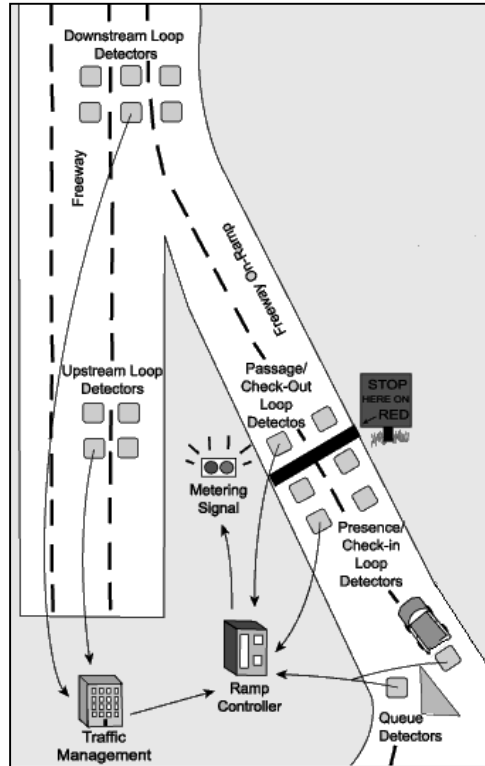 Downstream Loop
Detectors
Freeway
Freeway On-Ramp
Upstream Loop
Detectors
Passage/
Check-Out
Loop
Detectos
STOP
HERE ON
RED
Metering
Signal
Presence/
Check-in
Loop
Detectors
Ramp
Controller
Traffic
Management
Queue
Detectors